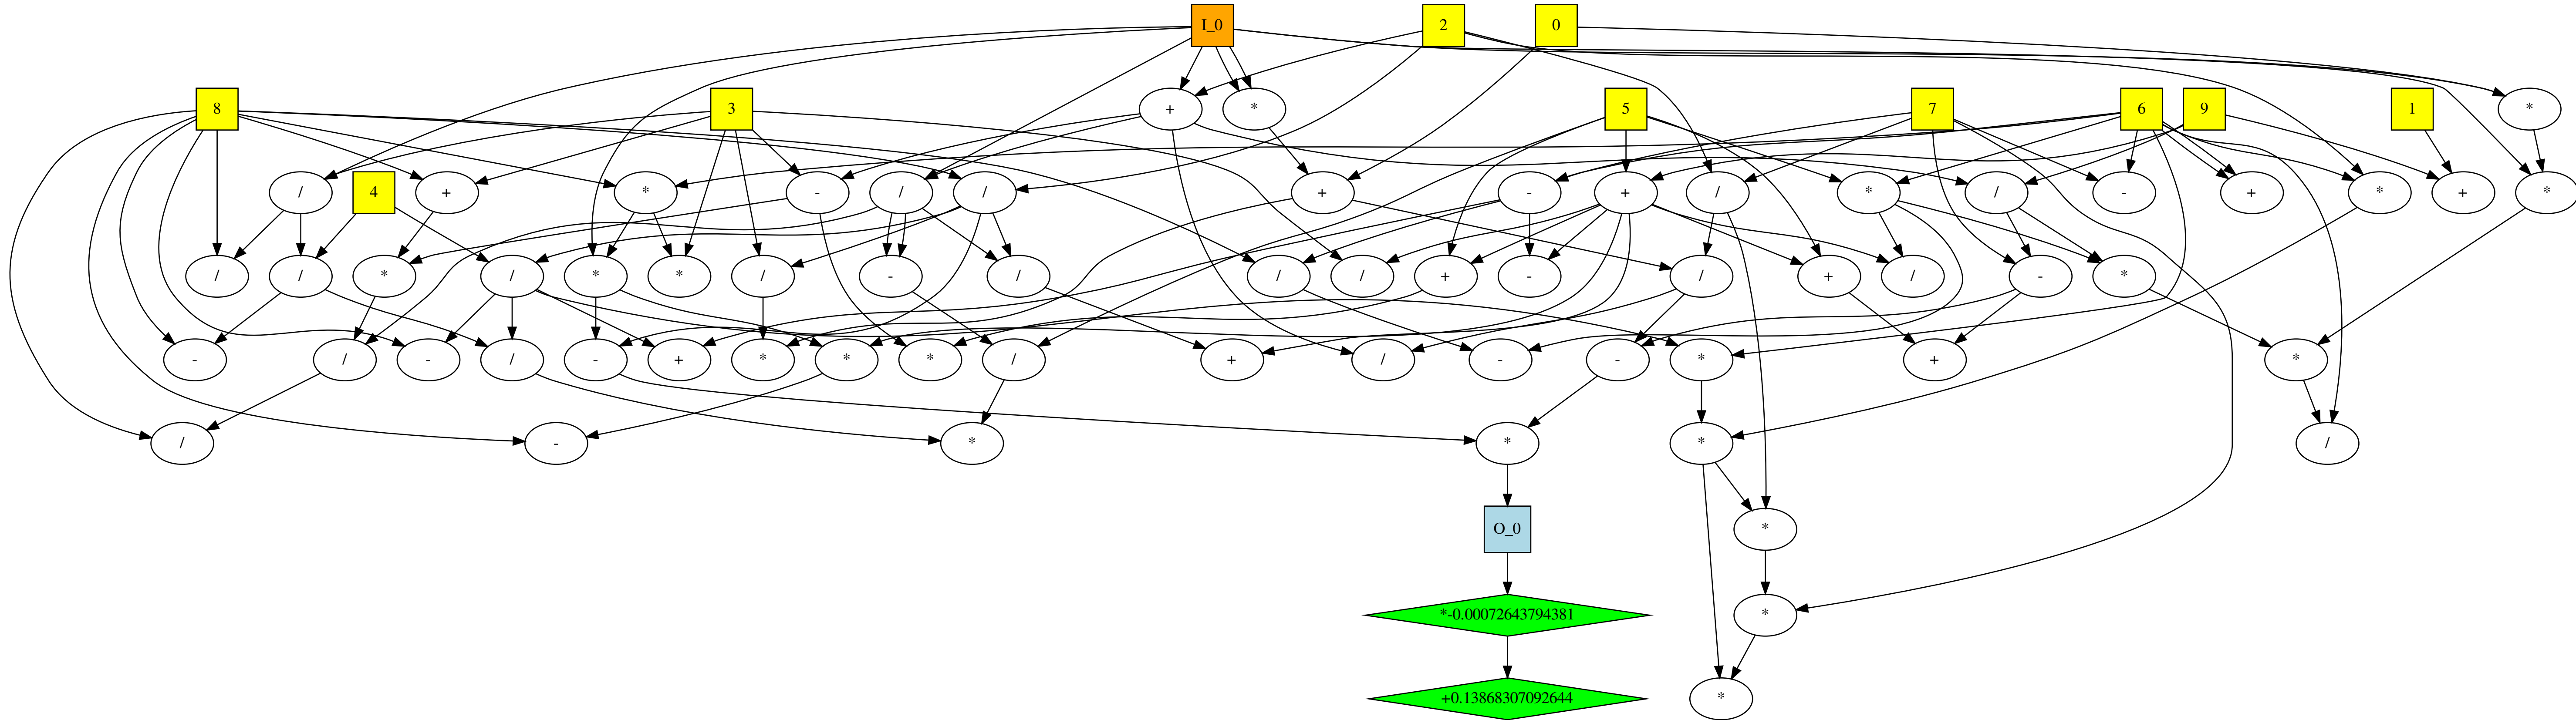 I_0 2 0
8 3 + * 5 7 6 9 1 *
/ 4 + * - / / + - + / * / - + * + *
/ / * / * * / - / / / + - / + / - *
- / - / - + * * * / + / - - * + *
/ - * * * /
O_0 *
*-0.00072643794381 *
+0.13868307092644 *